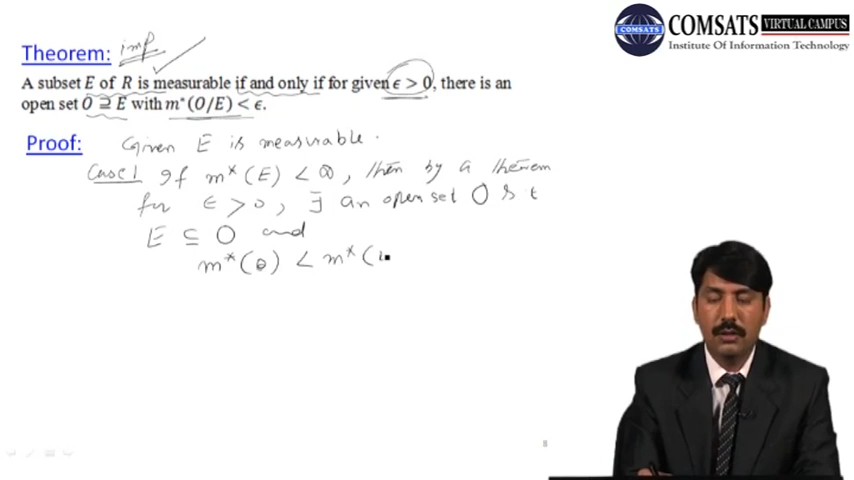 COMSATS VIRTUAL CAMPUS
Institute Of Information Technology
Theorem: imp
A subset E of R is measurable if and only if for given ϵ > 0, there is an
open set O ⊇ E with m*(O/E) < ϵ.
Proof: Given E is measurable.
Case 1 If m*(E) < ∞, then by a theorem
for ϵ > 0, ∃ an open set O s.t
E ⊆ O and
m*(O) < m*(
8